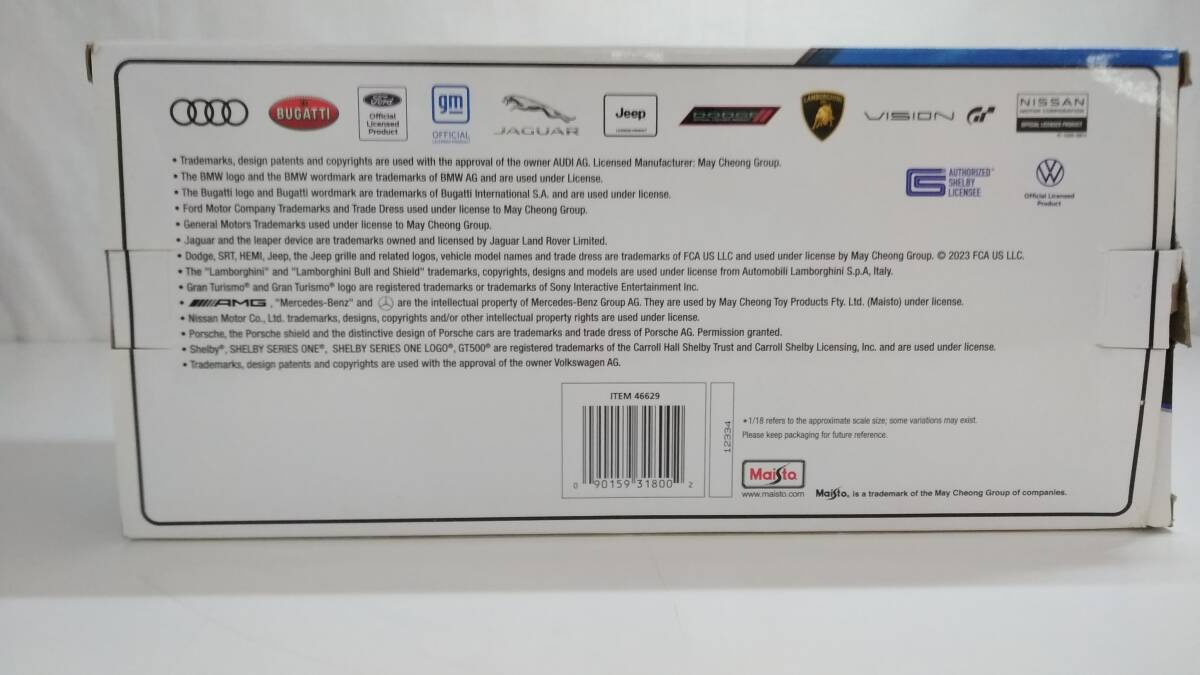 BUGATTI
Ford
Official
Licensed
Product
gm
OFFICIAL
JAGUAR
Jeep
DODGE
LAMBORGHINI
VISION GT
NISSAN
OFFICIAL LICENSED PRODUCT
AUTHORIZED
SHELBY
LICENSEE
Official Licensed
Product
• Trademarks, design patents and copyrights are used with the approval of the owner AUDI AG. Licensed Manufacturer: May Cheong Group.
• The BMW logo and the BMW wordmark are trademarks of BMW AG and are used under License.
• The Bugatti logo and Bugatti wordmark are trademarks of Bugatti International S.A. and are used under license.
• Ford Motor Company Trademarks and Trade Dress used under license to May Cheong Group.
• General Motors Trademarks used under license to May Cheong Group.
• Jaguar and the leaper device are trademarks owned and licensed by Jaguar Land Rover Limited.
• Dodge, SRT, HEMI, Jeep, the Jeep grille and related logos, vehicle model names and trade dress are trademarks of FCA US LLC and used under license by May Cheong Group. © 2023 FCA US LLC.
• The "Lamborghini" and "Lamborghini Bull and Shield" trademarks, copyrights, designs and models are used under license from Automobili Lamborghini S.p.A, Italy.
• Gran Turismo® and Gran Turismo® logo are registered trademarks or trademarks of Sony Interactive Entertainment Inc.
• AMG, "Mercedes-Benz" and are the intellectual property of Mercedes-Benz Group AG. They are used by May Cheong Toy Products Fty. Ltd. (Maisto) under license.
• Nissan Motor Co., Ltd. trademarks, designs, copyrights and/or other intellectual property rights are used under license.
• Porsche, the Porsche shield and the distinctive design of Porsche cars are trademarks and trade dress of Porsche AG. Permission granted.
• Shelby®, SHELBY SERIES ONE®, SHELBY SERIES ONE LOGO®, GT500® are registered trademarks of the Carroll Hall Shelby Trust and Carroll Shelby Licensing, Inc. and are used under license.
• Trademarks, design patents and copyrights are used with the approval of the owner Volkswagen AG.
ITEM 46629
0 90159 31800 2
12334
• 1/18 refers to the approximate scale size; some variations may exist.
Please keep packaging for future reference.
Maisto
www.maisto.com
Maisto, is a trademark of the May Cheong Group of companies.